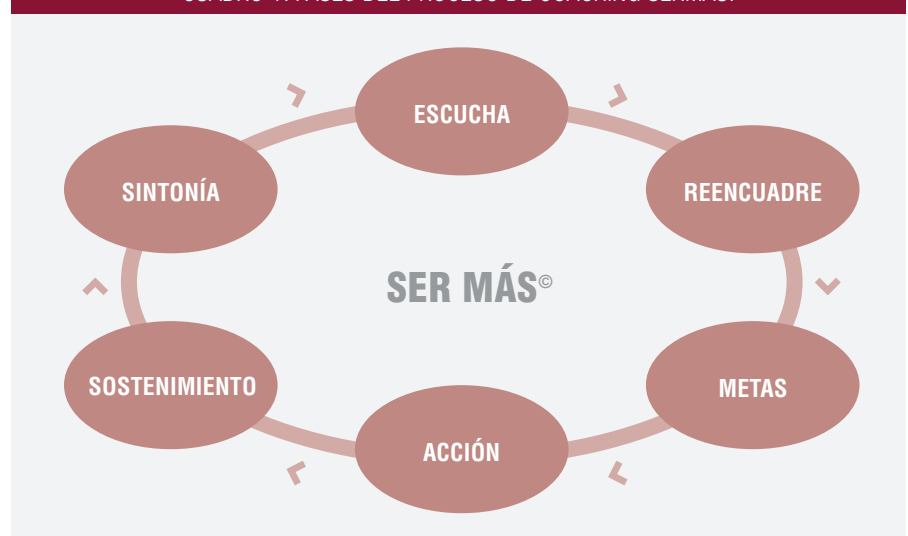 ESCUCHA
SINTONÍA
REENCUADRE
SER MÁS©
SOSTENIMIENTO
METAS
ACCIÓN